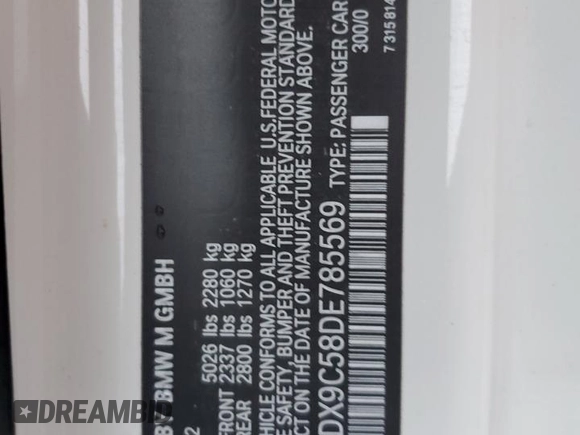 BY BMW M GMBH
5026 lbs 2280 kg
FRONT 2337 lbs 1060 kg
REAR 2800 lbs 1270 kg
HICLE CONFORMS TO ALL APPLICABLE U.S.FEDERAL MOTO
E SAFETY, BUMPER AND THEFT PREVENTION STANDARD
CT ON THE DATE OF MANUFACTURE SHOWN ABOVE.
DX9C58DE785569 TYPE: PASSENGER CAR
300/0
7 315 814
© DREAMBID.COM